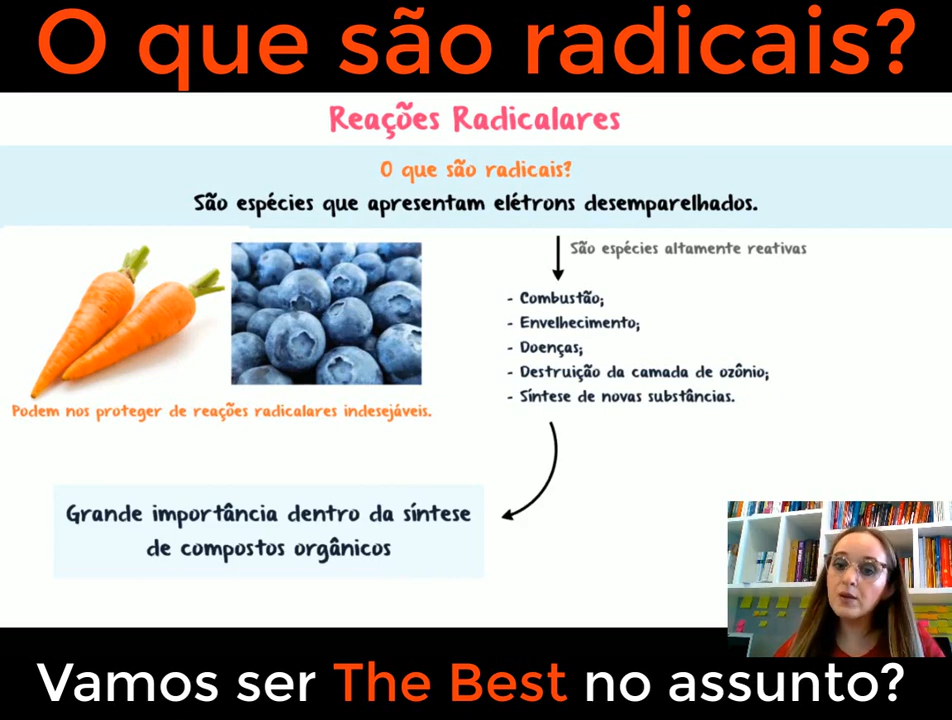 O que são radicais?
Reações Radicalares
O que são radicais?
São espécies que apresentam elétrons desemparelhados.
São espécies altamente reativas
- Combustão;
- Envelhecimento;
- Doenças;
- Destruição da camada de ozônio;
- Síntese de novas substâncias.
Podem nos proteger de reações radicalares indesejáveis.
Grande importância dentro da síntese
de compostos orgânicos
Vamos ser The Best no assunto?